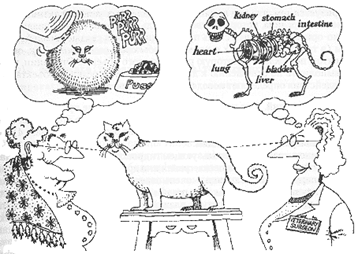 PURR
PURR
PURR
Puss
Kidney
stomach
intestine
heart
lung
bladder
liver
VETERINARY
SURGEON